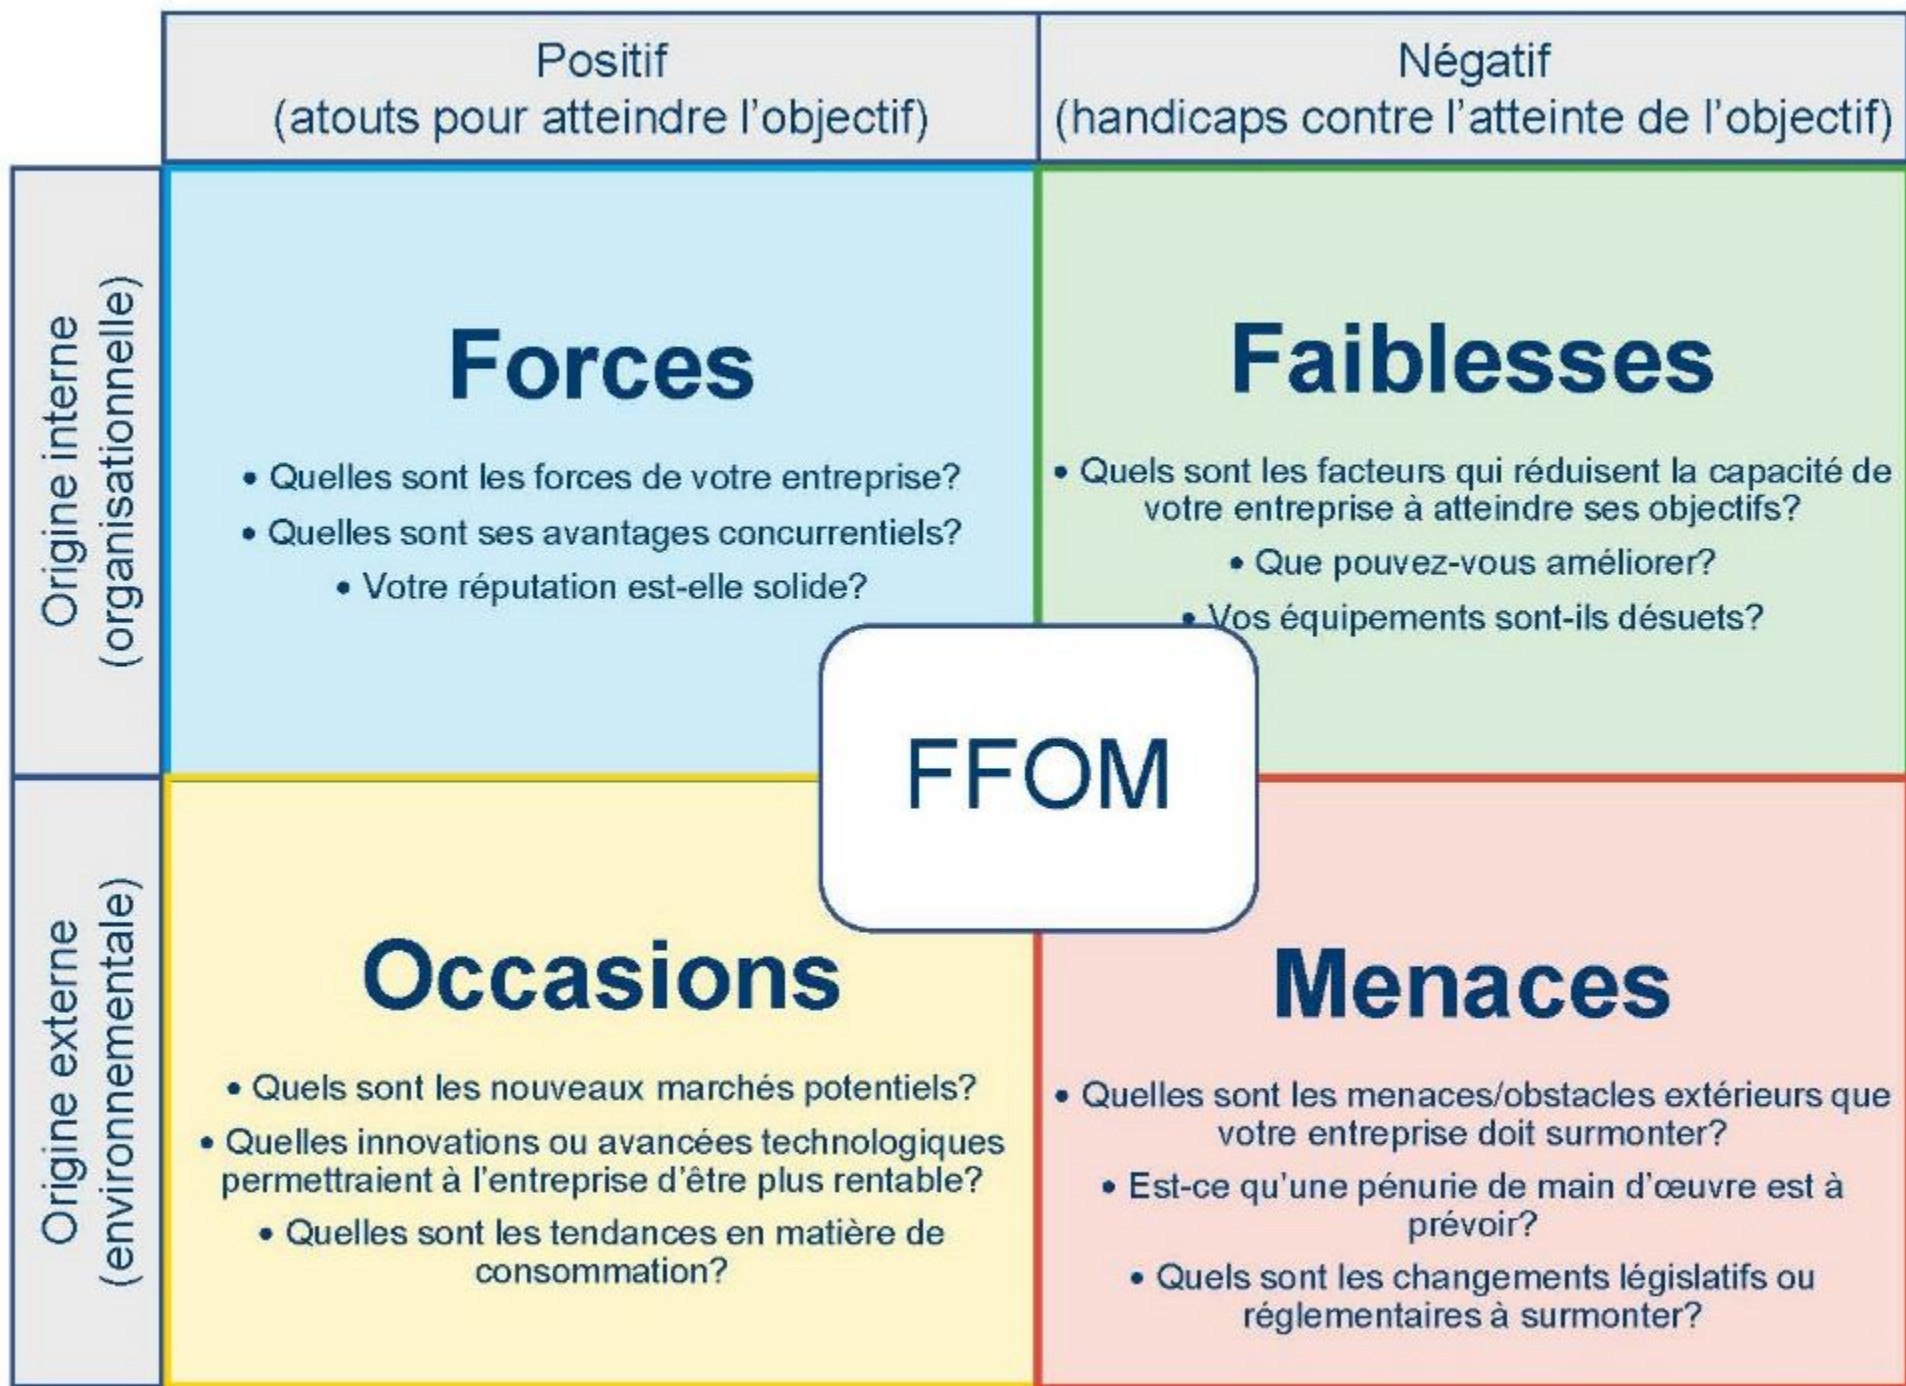 Positif
(atouts pour atteindre l'objectif)
Négatif
(handicaps contre l'atteinte de l'objectif)
Origine interne
(organisationnelle)
Forces
• Quelles sont les forces de votre entreprise?
• Quelles sont ses avantages concurrentiels?
• Votre réputation est-elle solide?
Faiblesses
• Quels sont les facteurs qui réduisent la capacité de
votre entreprise à atteindre ses objectifs?
• Que pouvez-vous améliorer?
• Vos équipements sont-ils désuets?
FFOM
Origine externe
(environnementale)
Occasions
• Quels sont les nouveaux marchés potentiels?
• Quelles innovations ou avancées technologiques
permettraient à l'entreprise d'être plus rentable?
• Quelles sont les tendances en matière de
consommation?
Menaces
• Quelles sont les menaces/obstacles extérieurs que
votre entreprise doit surmonter?
• Est-ce qu'une pénurie de main d'œuvre est à
prévoir?
• Quels sont les changements législatifs ou
réglementaires à surmonter?